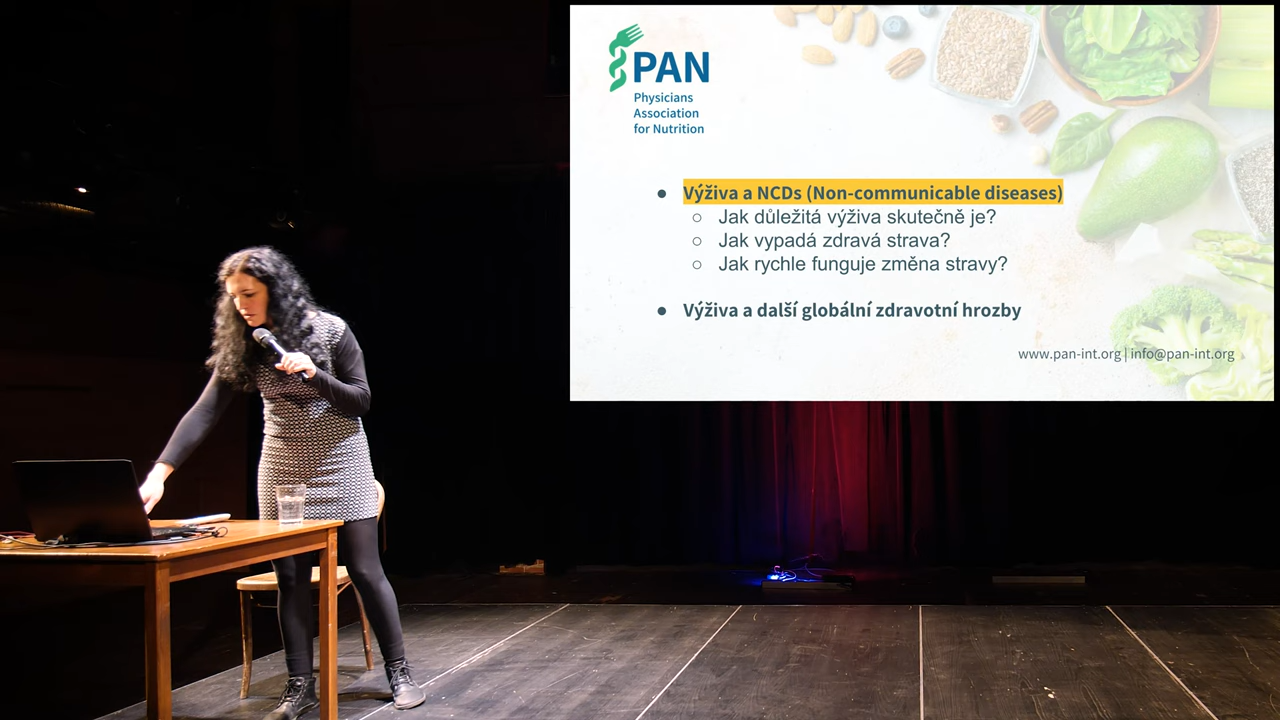 PAN
Physicians
Association
for Nutrition
● Výživa a NCDs (Non-communicable diseases)
○ Jak důležitá výživa skutečně je?
○ Jak vypadá zdravá strava?
○ Jak rychle funguje změna stravy?
● Výživa a další globální zdravotní hrozby
www.pan-int.org | info@pan-int.org